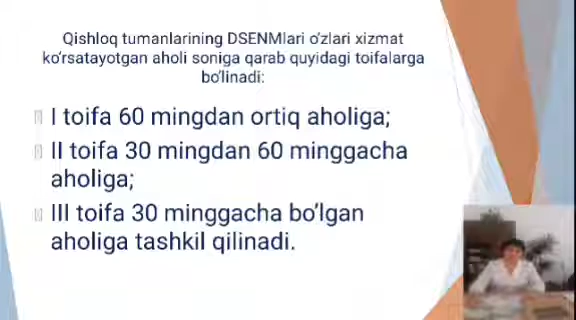 Qishloq tumanlarining DSENMlari o'zlari xizmat
ko'rsatayotgan aholi soniga qarab quyidagi toifalarga
bo'linadi:
I toifa 60 mingdan ortiq aholiga;
II toifa 30 mingdan 60 minggacha
aholiga;
III toifa 30 minggacha bo'lgan
aholiga tashkil qilinadi.